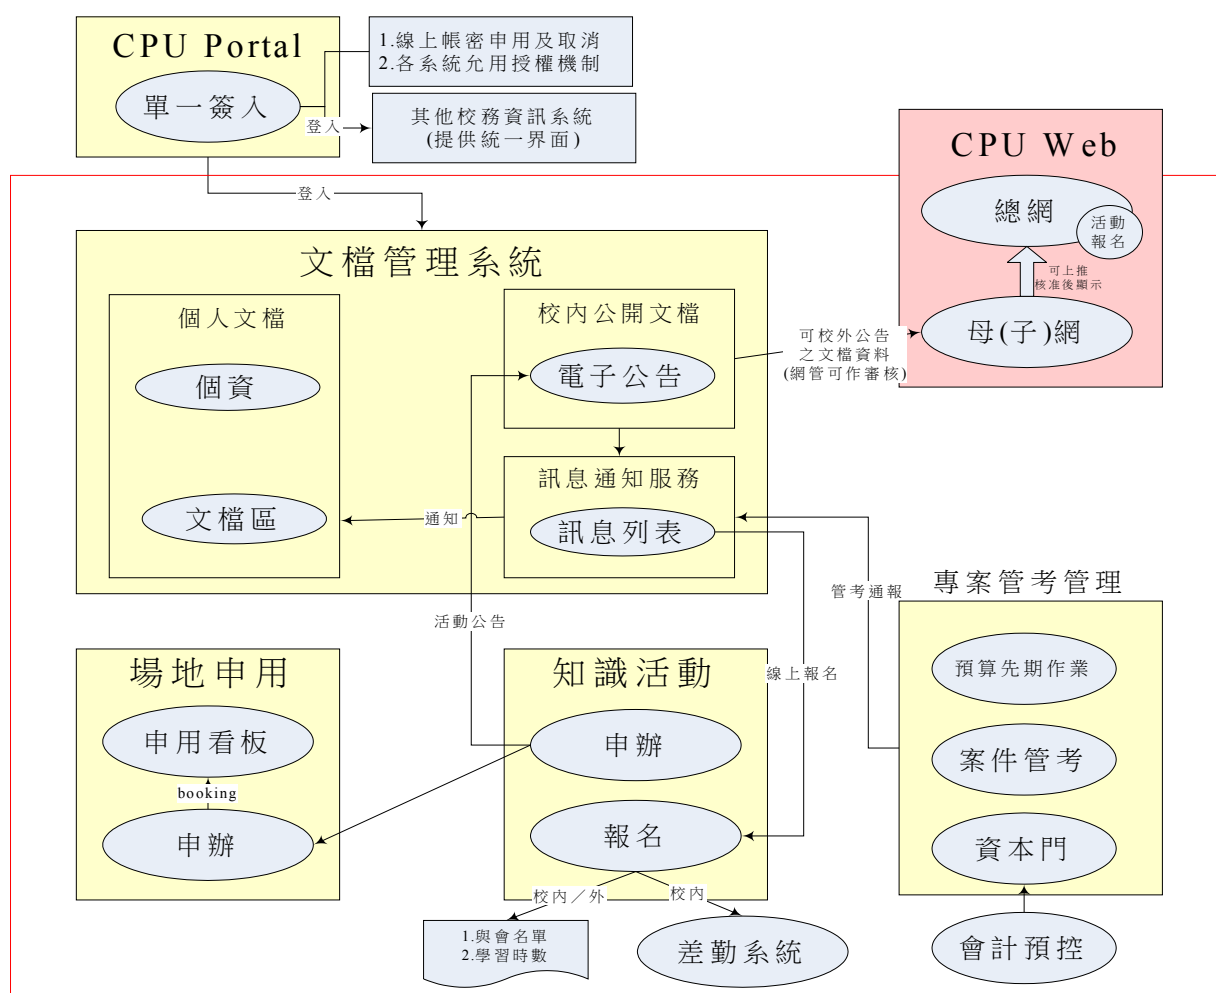 CPU Portal
單一簽入
1.線上帳密申用及取消
2.各系統允用授權機制
登入
其他校務資訊系統
(提供統一界面)
登入
CPU Web
總網
活動
報名
可上推
核准後顯示
母(子)網
文檔管理系統
個人文檔
個資
文檔區
校內公開文檔
電子公告
可校外公告
之文檔資料
(網管可作審核)
訊息通知服務
訊息列表
通知
活動公告
管考通報
線上報名
專案管考管理
預算先期作業
案件管考
資本門
會計預控
場地申用
申用看板
booking
申辦
知識活動
申辦
報名
校內／外
校內
1.與會名單
2.學習時數
差勤系統